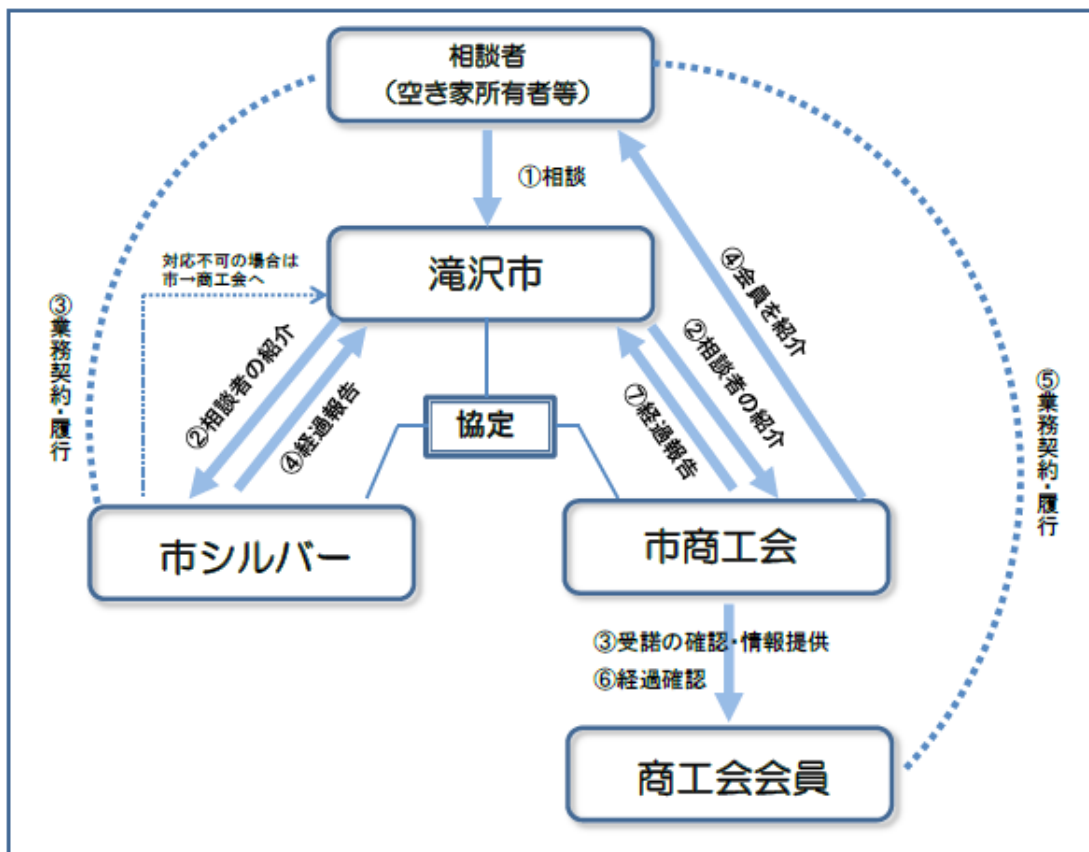 相談者
（空き家所有者等）
①相談
滝沢市
対応不可の場合は
市→商工会へ
③業務契約・履行
②相談者の紹介
④経過報告
協定
⑦経過報告
②相談者の紹介
④会員を紹介
⑤業務契約・履行
市シルバー
市商工会
③受諾の確認・情報提供
⑥経過確認
商工会会員